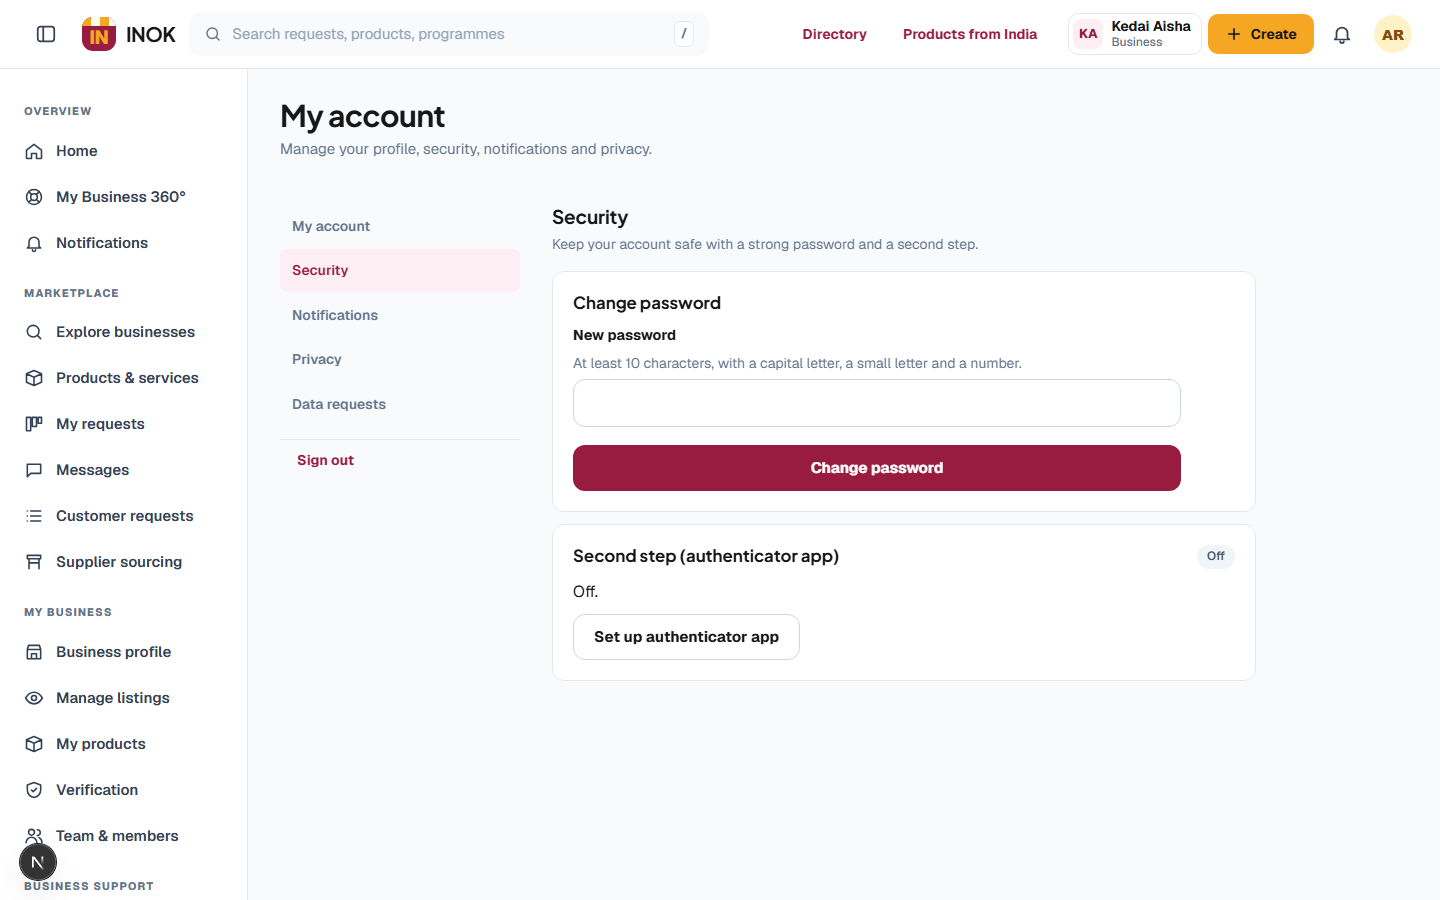 IN INOK
Search requests, products, programmes
/
Directory
Products from India
KA
Kedai Aisha
Business
Create
AR
OVERVIEW
Home
My Business 360°
Notifications
MARKETPLACE
Explore businesses
Products & services
My requests
Messages
Customer requests
Supplier sourcing
MY BUSINESS
Business profile
Manage listings
My products
Verification
Team & members
N
BUSINESS SUPPORT
My account
Manage your profile, security, notifications and privacy.
My account
Security
Notifications
Privacy
Data requests
Sign out
Security
Keep your account safe with a strong password and a second step.
Change password
New password
At least 10 characters, with a capital letter, a small letter and a number.
Change password
Second step (authenticator app)
Off
Off.
Set up authenticator app